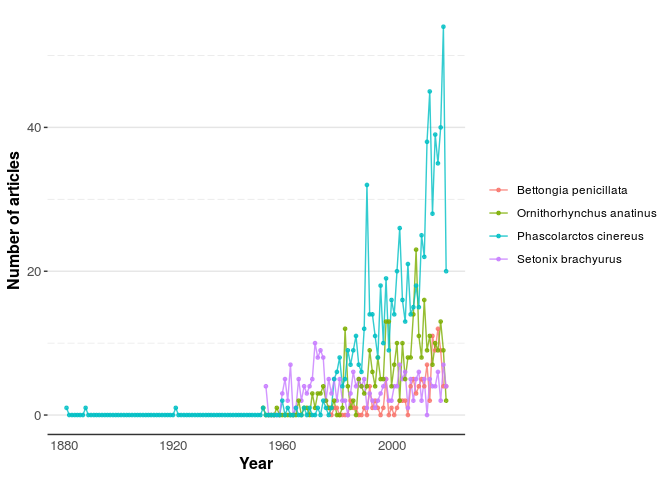 Number of articles
40
20
0
1880
1920
1960
2000
Year
Bettongia penicillata
Ornithorhynchus anatinus
Phascolarctos cinereus
Setonix brachyurus